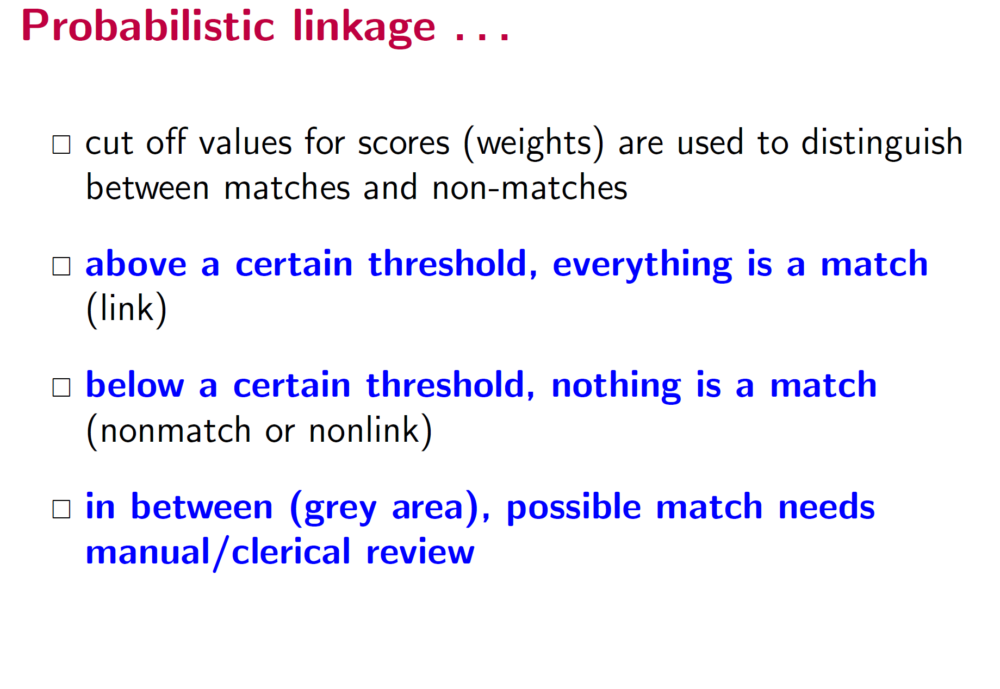 Probabilistic linkage . . .
□ cut off values for scores (weights) are used to distinguish
between matches and non-matches
□ above a certain threshold, everything is a match
(link)
□ below a certain threshold, nothing is a match
(nonmatch or nonlink)
□ in between (grey area), possible match needs
manual/clerical review